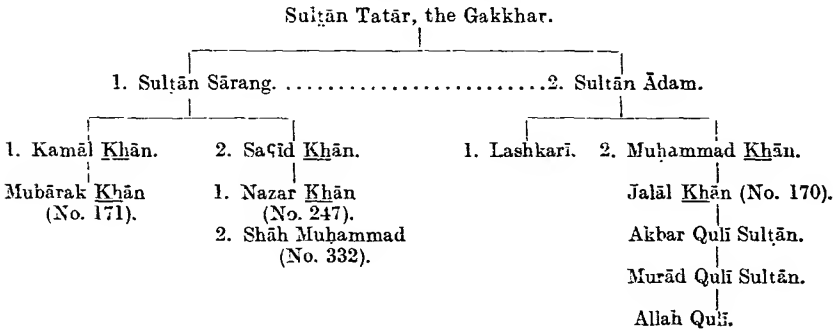 Sulṭān Tatār, the Gakkhar.
1. Sulṭān Sārang. . . . . . . . . . . . . . . . . . . . . . . . . .2. Sulṭān Ādam.
1. Kamāl Khān. 2. Saʕīd Khān. 1. Lashkarī. 2. Muḥammad Khān.
Mubārak Khān 1. Nazar Khān Jalāl Khān (No. 170).
(No. 171). (No. 247). Akbar Qulī Sulṭān.
2. Shāh Muḥammad
(No. 332). Murād Qulī Sultān.
Allah Qulī.